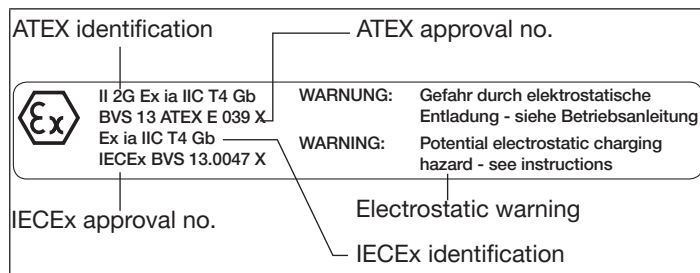 ATEX identification
ATEX approval no.
Ex
II 2G Ex ia IIC T4 Gb
BVS 13 ATEX E 039 X
Ex ia IIC T4 Gb
IECEx BVS 13.0047 X
WARNUNG: Gefahr durch elektrostatische
Entladung - siehe Betriebsanleitung
WARNING: Potential electrostatic charging
hazard - see instructions
IECEx approval no.
Electrostatic warning
IECEx identification